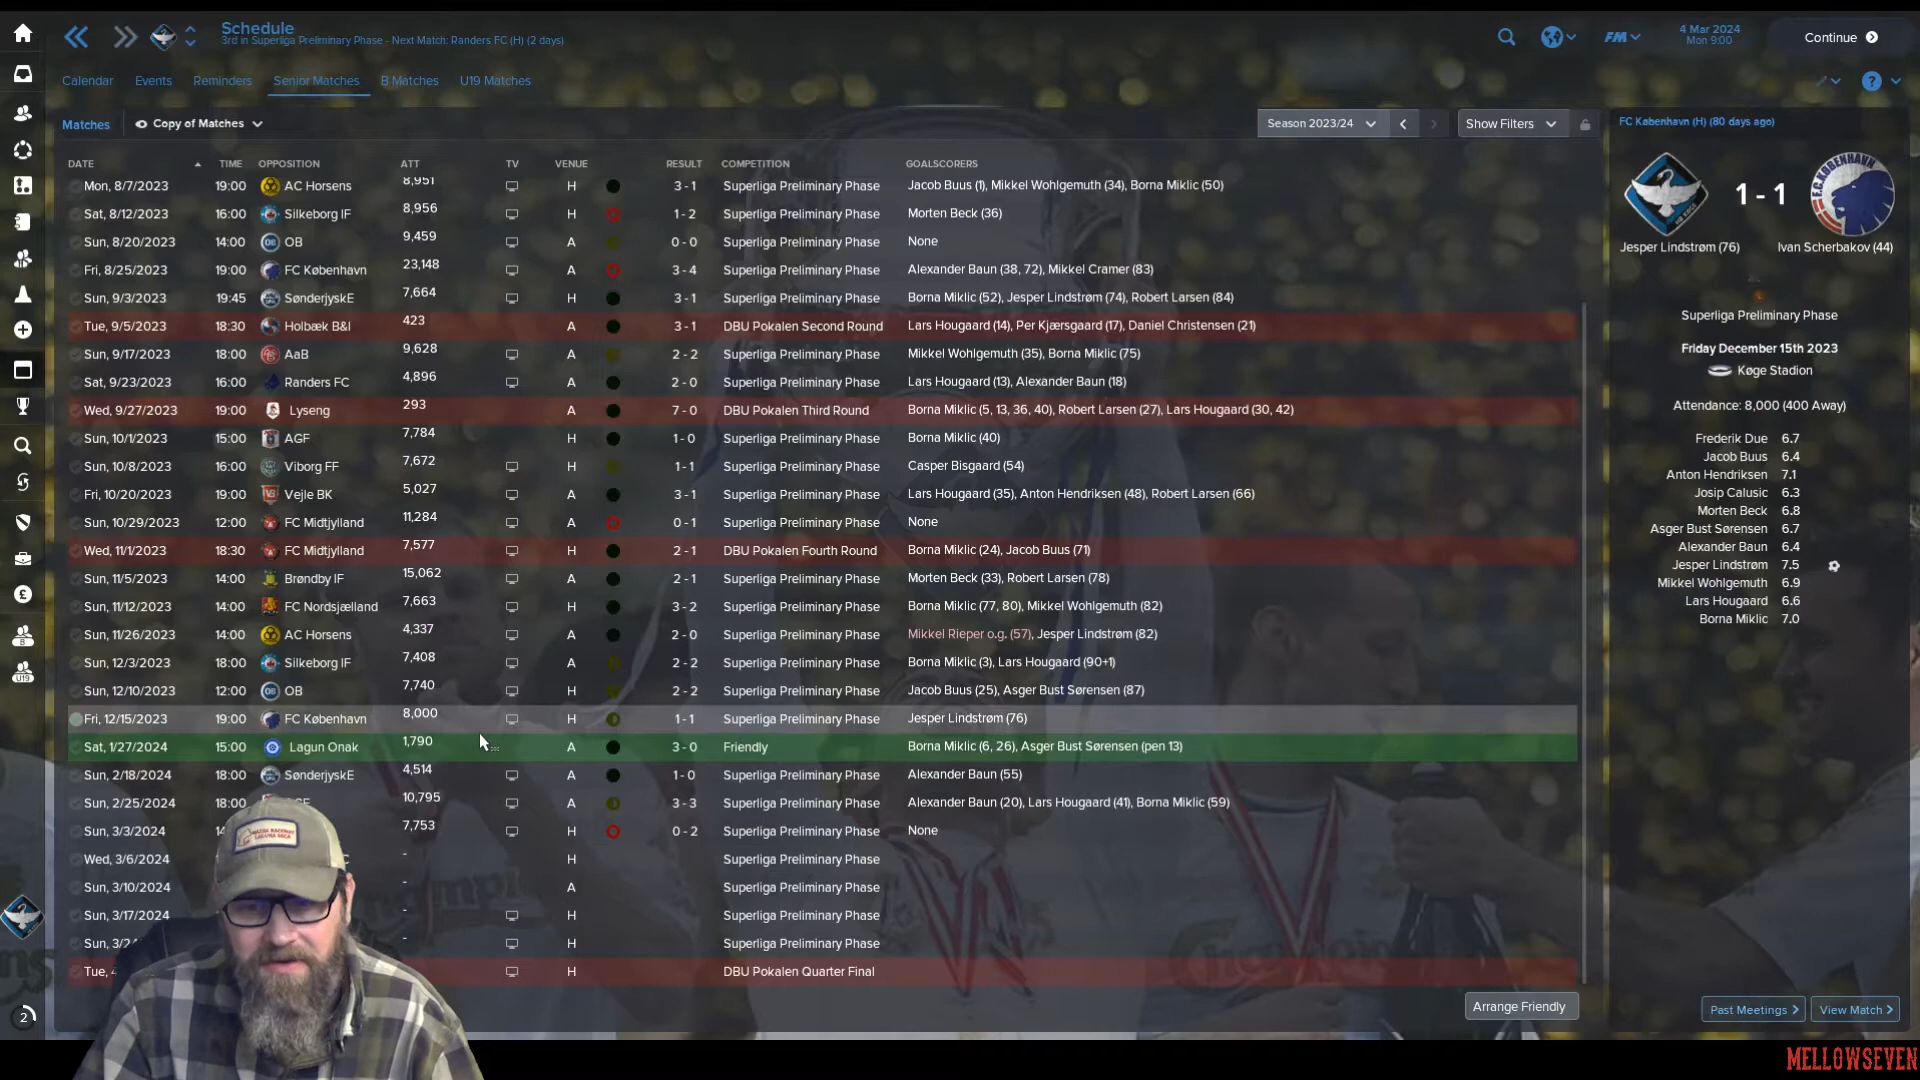 Schedule
3rd in Superliga Preliminary Phase - Next Match: Randers FC (H) (2 days)
FM
4 Mar 2024
Mon 9:00
Continue
Calendar Events Reminders Senior Matches B Matches U19 Matches
Matches Copy of Matches Season 2023/24 Show Filters
DATE TIME OPPOSITION ATT TV VENUE RESULT COMPETITION GOALSCORERS
Mon, 8/7/2023 19:00 AC Horsens 8,951 H 3 - 1 Superliga Preliminary Phase Jacob Buus (1), Mikkel Wohlgemuth (34), Borna Miklic (50)
Sat, 8/12/2023 16:00 Silkeborg IF 8,956 H 1 - 2 Superliga Preliminary Phase Morten Beck (36)
Sun, 8/20/2023 14:00 OB 9,459 A 0 - 0 Superliga Preliminary Phase None
Fri, 8/25/2023 19:00 FC København 23,148 A 3 - 4 Superliga Preliminary Phase Alexander Baun (38, 72), Mikkel Cramer (83)
Sun, 9/3/2023 19:45 SønderjyskE 7,664 H 3 - 1 Superliga Preliminary Phase Borna Miklic (52), Jesper Lindstrøm (74), Robert Larsen (84)
Tue, 9/5/2023 18:30 Holbæk B&I 423 A 3 - 1 DBU Pokalen Second Round Lars Hougaard (14), Per Kjærsgaard (17), Daniel Christensen (21)
Sun, 9/17/2023 18:00 AaB 9,628 A 2 - 2 Superliga Preliminary Phase Mikkel Wohlgemuth (35), Borna Miklic (75)
Sat, 9/23/2023 16:00 Randers FC 4,896 A 2 - 0 Superliga Preliminary Phase Lars Hougaard (13), Alexander Baun (18)
Wed, 9/27/2023 19:00 Lyseng 293 A 7 - 0 DBU Pokalen Third Round Borna Miklic (5, 13, 36, 40), Robert Larsen (27), Lars Hougaard (30, 42)
Sun, 10/1/2023 15:00 AGF 7,784 H 1 - 0 Superliga Preliminary Phase Borna Miklic (40)
Sun, 10/8/2023 16:00 Viborg FF 7,672 H 1 - 1 Superliga Preliminary Phase Casper Bisgaard (54)
Fri, 10/20/2023 19:00 Vejle BK 5,027 A 3 - 1 Superliga Preliminary Phase Lars Hougaard (35), Anton Hendriksen (48), Robert Larsen (66)
Sun, 10/29/2023 12:00 FC Midtjylland 11,284 A 0 - 1 Superliga Preliminary Phase None
Wed, 11/1/2023 18:30 FC Midtjylland 7,577 H 2 - 1 DBU Pokalen Fourth Round Borna Miklic (24), Jacob Buus (71)
Sun, 11/5/2023 14:00 Brøndby IF 15,062 A 2 - 1 Superliga Preliminary Phase Morten Beck (33), Robert Larsen (78)
Sun, 11/12/2023 14:00 FC Nordsjælland 7,663 H 3 - 2 Superliga Preliminary Phase Borna Miklic (77, 80), Mikkel Wohlgemuth (82)
Sun, 11/26/2023 14:00 AC Horsens 4,337 A 2 - 0 Superliga Preliminary Phase Mikkel Rieper o.g. (57), Jesper Lindstrøm (82)
Sun, 12/3/2023 18:00 Silkeborg IF 7,408 A 2 - 2 Superliga Preliminary Phase Borna Miklic (3), Lars Hougaard (90+1)
Sun, 12/10/2023 12:00 OB 7,740 H 2 - 2 Superliga Preliminary Phase Jacob Buus (25), Asger Bust Sørensen (87)
Fri, 12/15/2023 19:00 FC København 8,000 H 1 - 1 Superliga Preliminary Phase Jesper Lindstrøm (76)
Sat, 1/27/2024 15:00 Lagun Onak 1,790 A 3 - 0 Friendly Borna Miklic (6, 26), Asger Bust Sørensen (pen 13)
Sun, 2/18/2024 18:00 SønderjyskE 4,514 A 1 - 0 Superliga Preliminary Phase Alexander Baun (55)
Sun, 2/25/2024 18:00 10,795 A 3 - 3 Superliga Preliminary Phase Alexander Baun (20), Lars Hougaard (41), Borna Miklic (59)
Sun, 3/3/2024 7,753 H 0 - 2 Superliga Preliminary Phase None
Wed, 3/6/2024 - H Superliga Preliminary Phase
Sun, 3/10/2024 - A Superliga Preliminary Phase
Sun, 3/17/2024 - H Superliga Preliminary Phase
Sun, 3/24 - H Superliga Preliminary Phase
Tue, H DBU Pokalen Quarter Final
Arrange Friendly
FC København (H) (80 days ago)
1 - 1
Jesper Lindstrøm (76) Ivan Scherbakov (44)
Superliga Preliminary Phase
Friday December 15th 2023
Køge Stadion
Attendance: 8,000 (400 Away)
Frederik Due 6.7
Jacob Buus 6.4
Anton Hendriksen 7.1
Josip Calusic 6.3
Morten Beck 6.8
Asger Bust Sørensen 6.7
Alexander Baun 6.4
Jesper Lindstrøm 7.5
Mikkel Wohlgemuth 6.9
Lars Hougaard 6.6
Borna Miklic 7.0
Past Meetings View Match
2
MELLOWSEVEN